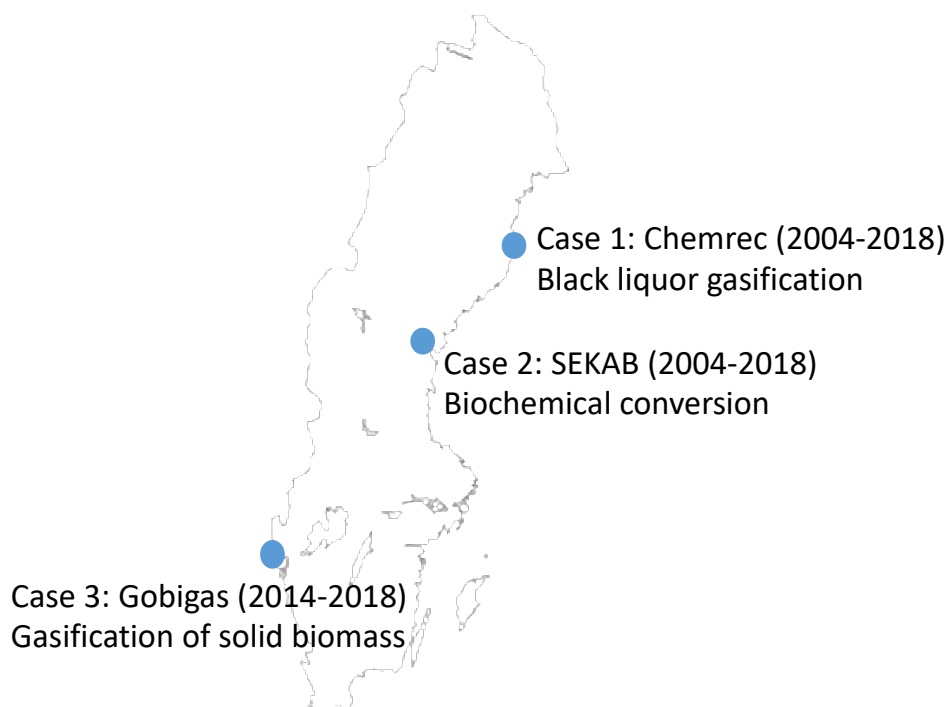 Case 1: Chemrec (2004-2018)
Black liquor gasification
Case 2: SEKAB (2004-2018)
Biochemical conversion
Case 3: Gobigas (2014-2018)
Gasification of solid biomass